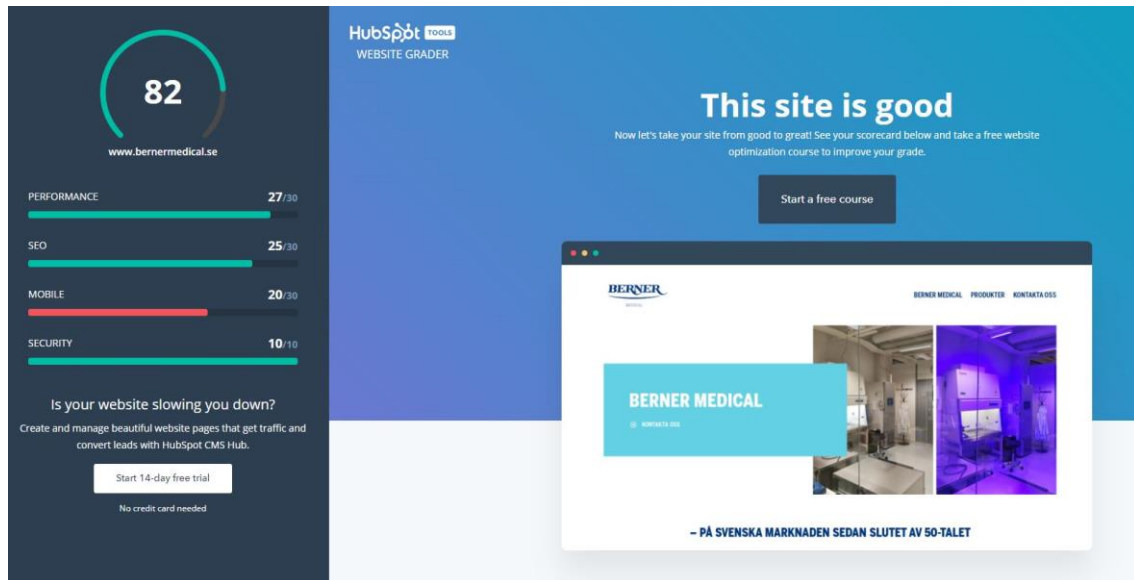 82
www.bernermedical.se
PERFORMANCE 27/30
SEO 25/30
MOBILE 20/30
SECURITY 10/10
Is your website slowing you down?
Create and manage beautiful website pages that get traffic and
convert leads with HubSpot CMS Hub.
Start 14-day free trial
No credit card needed
HubSpot TOOLS
WEBSITE GRADER
This site is good
Now let's take your site from good to great! See your scorecard below and take a free website
optimization course to improve your grade.
Start a free course
BERNER
MEDICAL
BERNER MEDICAL PRODUKTER KONTAKTA OSS
BERNER MEDICAL
KONTAKTA OSS
– PÅ SVENSKA MARKNADEN SEDAN SLUTET AV 50-TALET